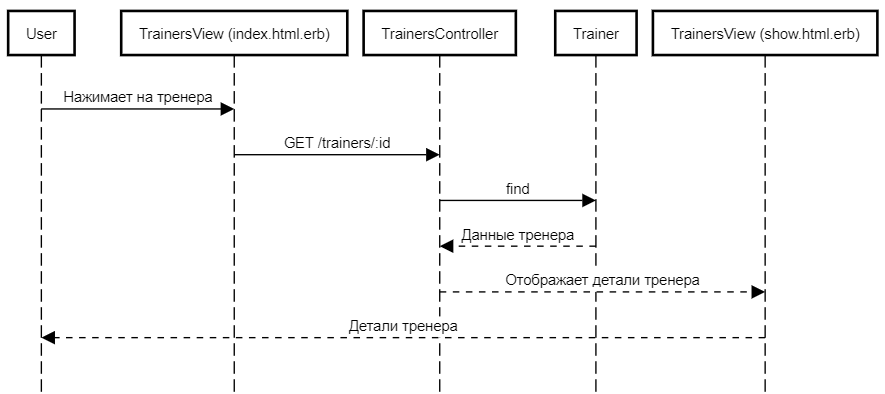 User
TrainersView (index.html.erb)
TrainersController
Trainer
TrainersView (show.html.erb)
Нажимает на тренера
GET /trainers/:id
find
Данные тренера
Отображает детали тренера
Детали тренера